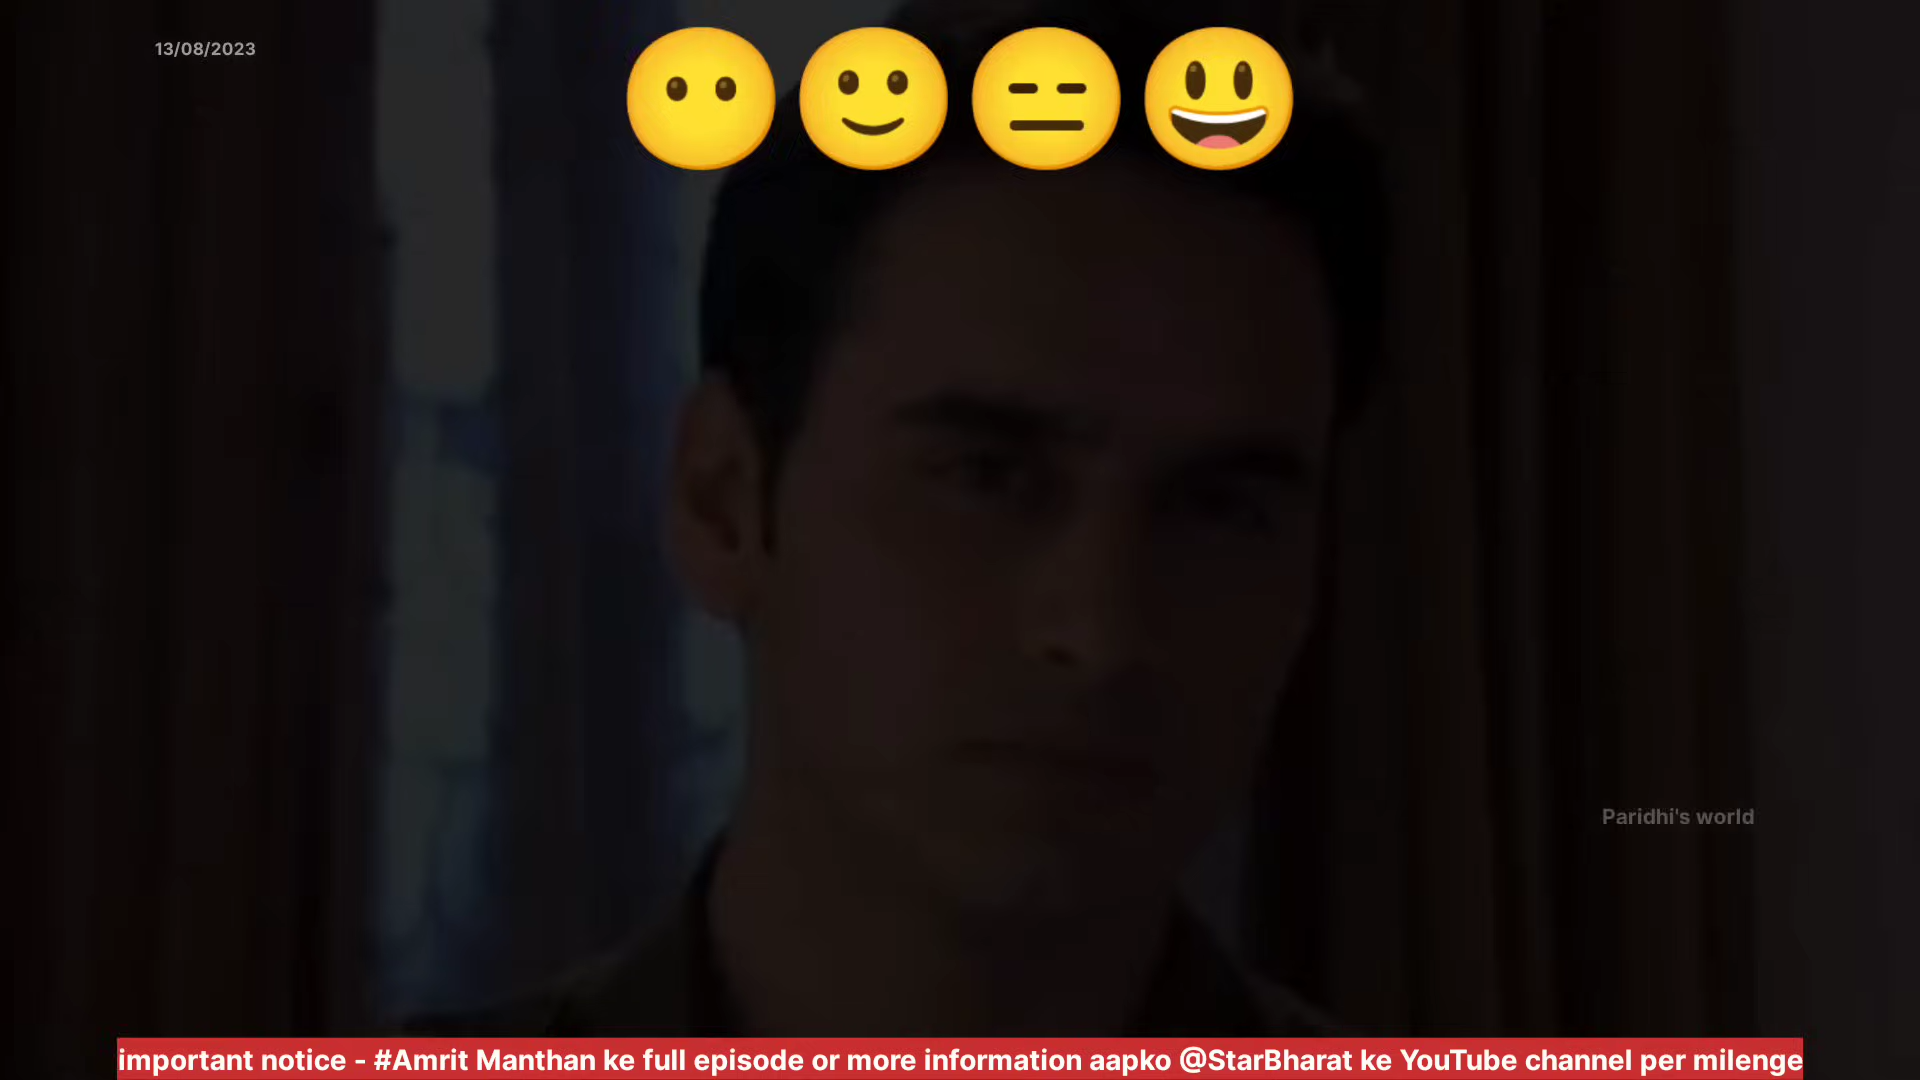 13/08/2023
Paridhi's world
important notice - #Amrit Manthan ke full episode or more information aapko @StarBharat ke YouTube channel per milenge